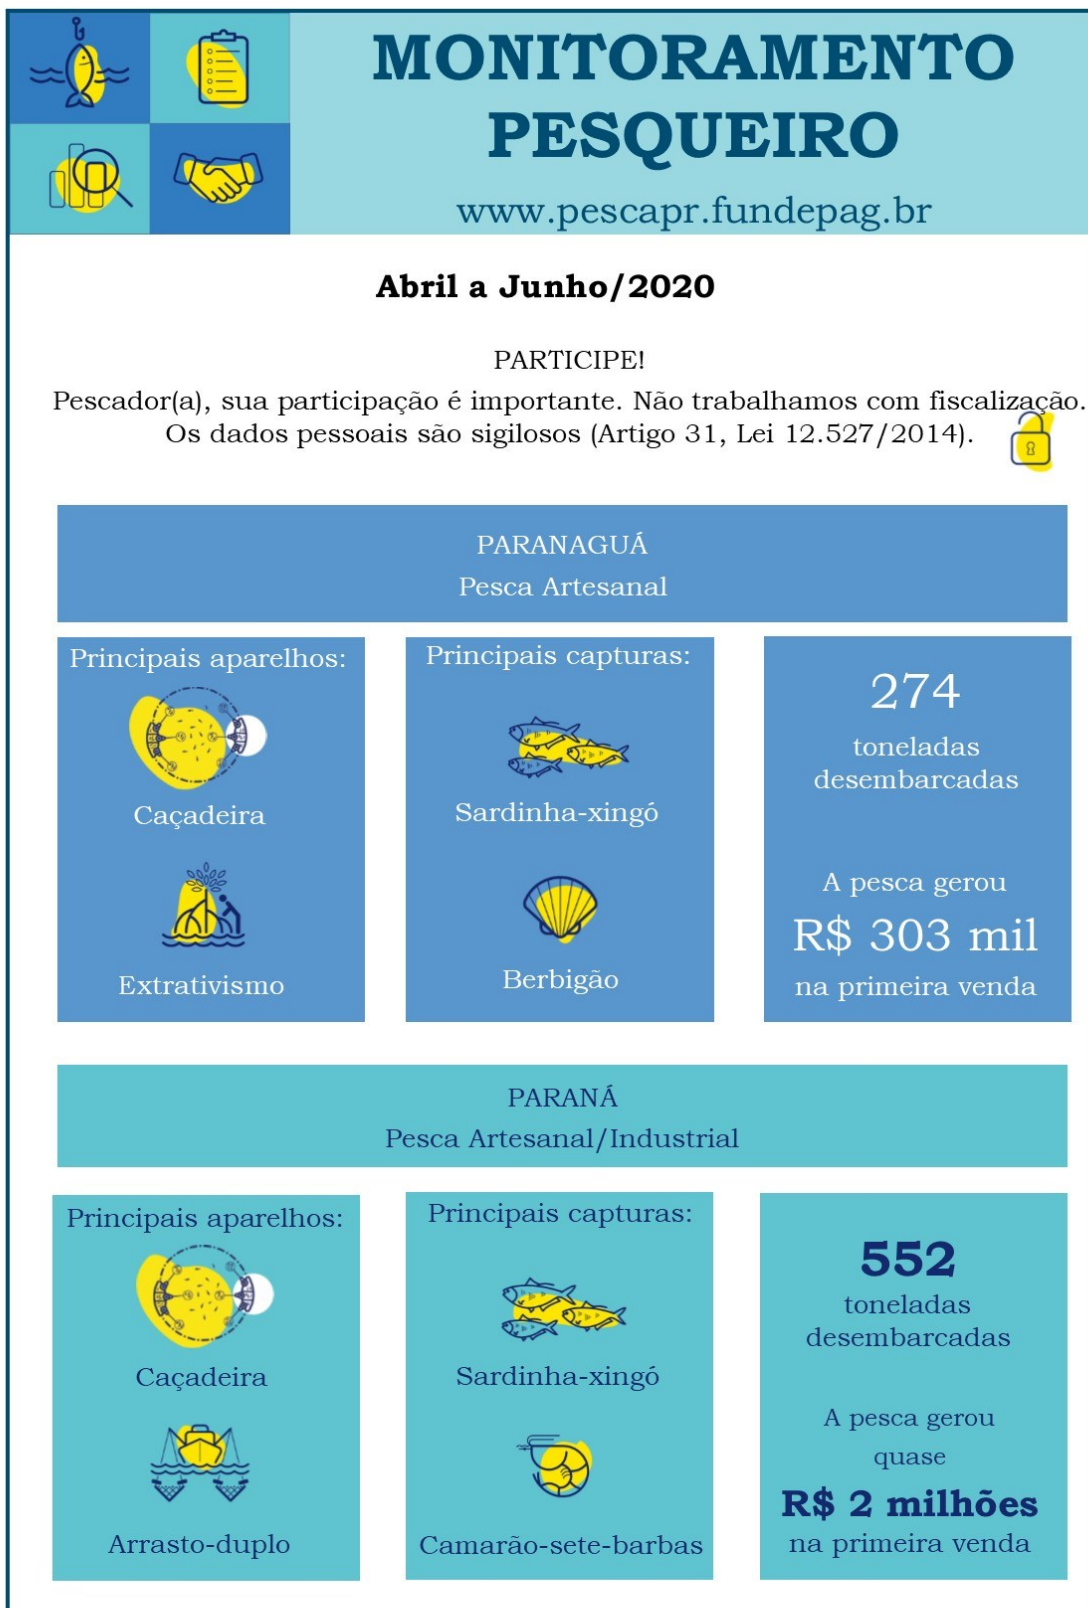 MONITORAMENTO
PESQUEIRO
www.pescapr.fundepag.br
Abril a Junho/2020
PARTICIPE!
Pescador(a), sua participação é importante. Não trabalhamos com fiscalização.
Os dados pessoais são sigilosos (Artigo 31, Lei 12.527/2014).
PARANAGUÁ
Pesca Artesanal
Principais aparelhos:
Caçadeira
Extrativismo
Principais capturas:
Sardinha-xingó
Berbigão
274
toneladas
desembarcadas
A pesca gerou
R$ 303 mil
na primeira venda
PARANÁ
Pesca Artesanal/Industrial
Principais aparelhos:
Caçadeira
Arrasto-duplo
Principais capturas:
Sardinha-xingó
Camarão-sete-barbas
552
toneladas
desembarcadas
A pesca gerou
quase
R$ 2 milhões
na primeira venda